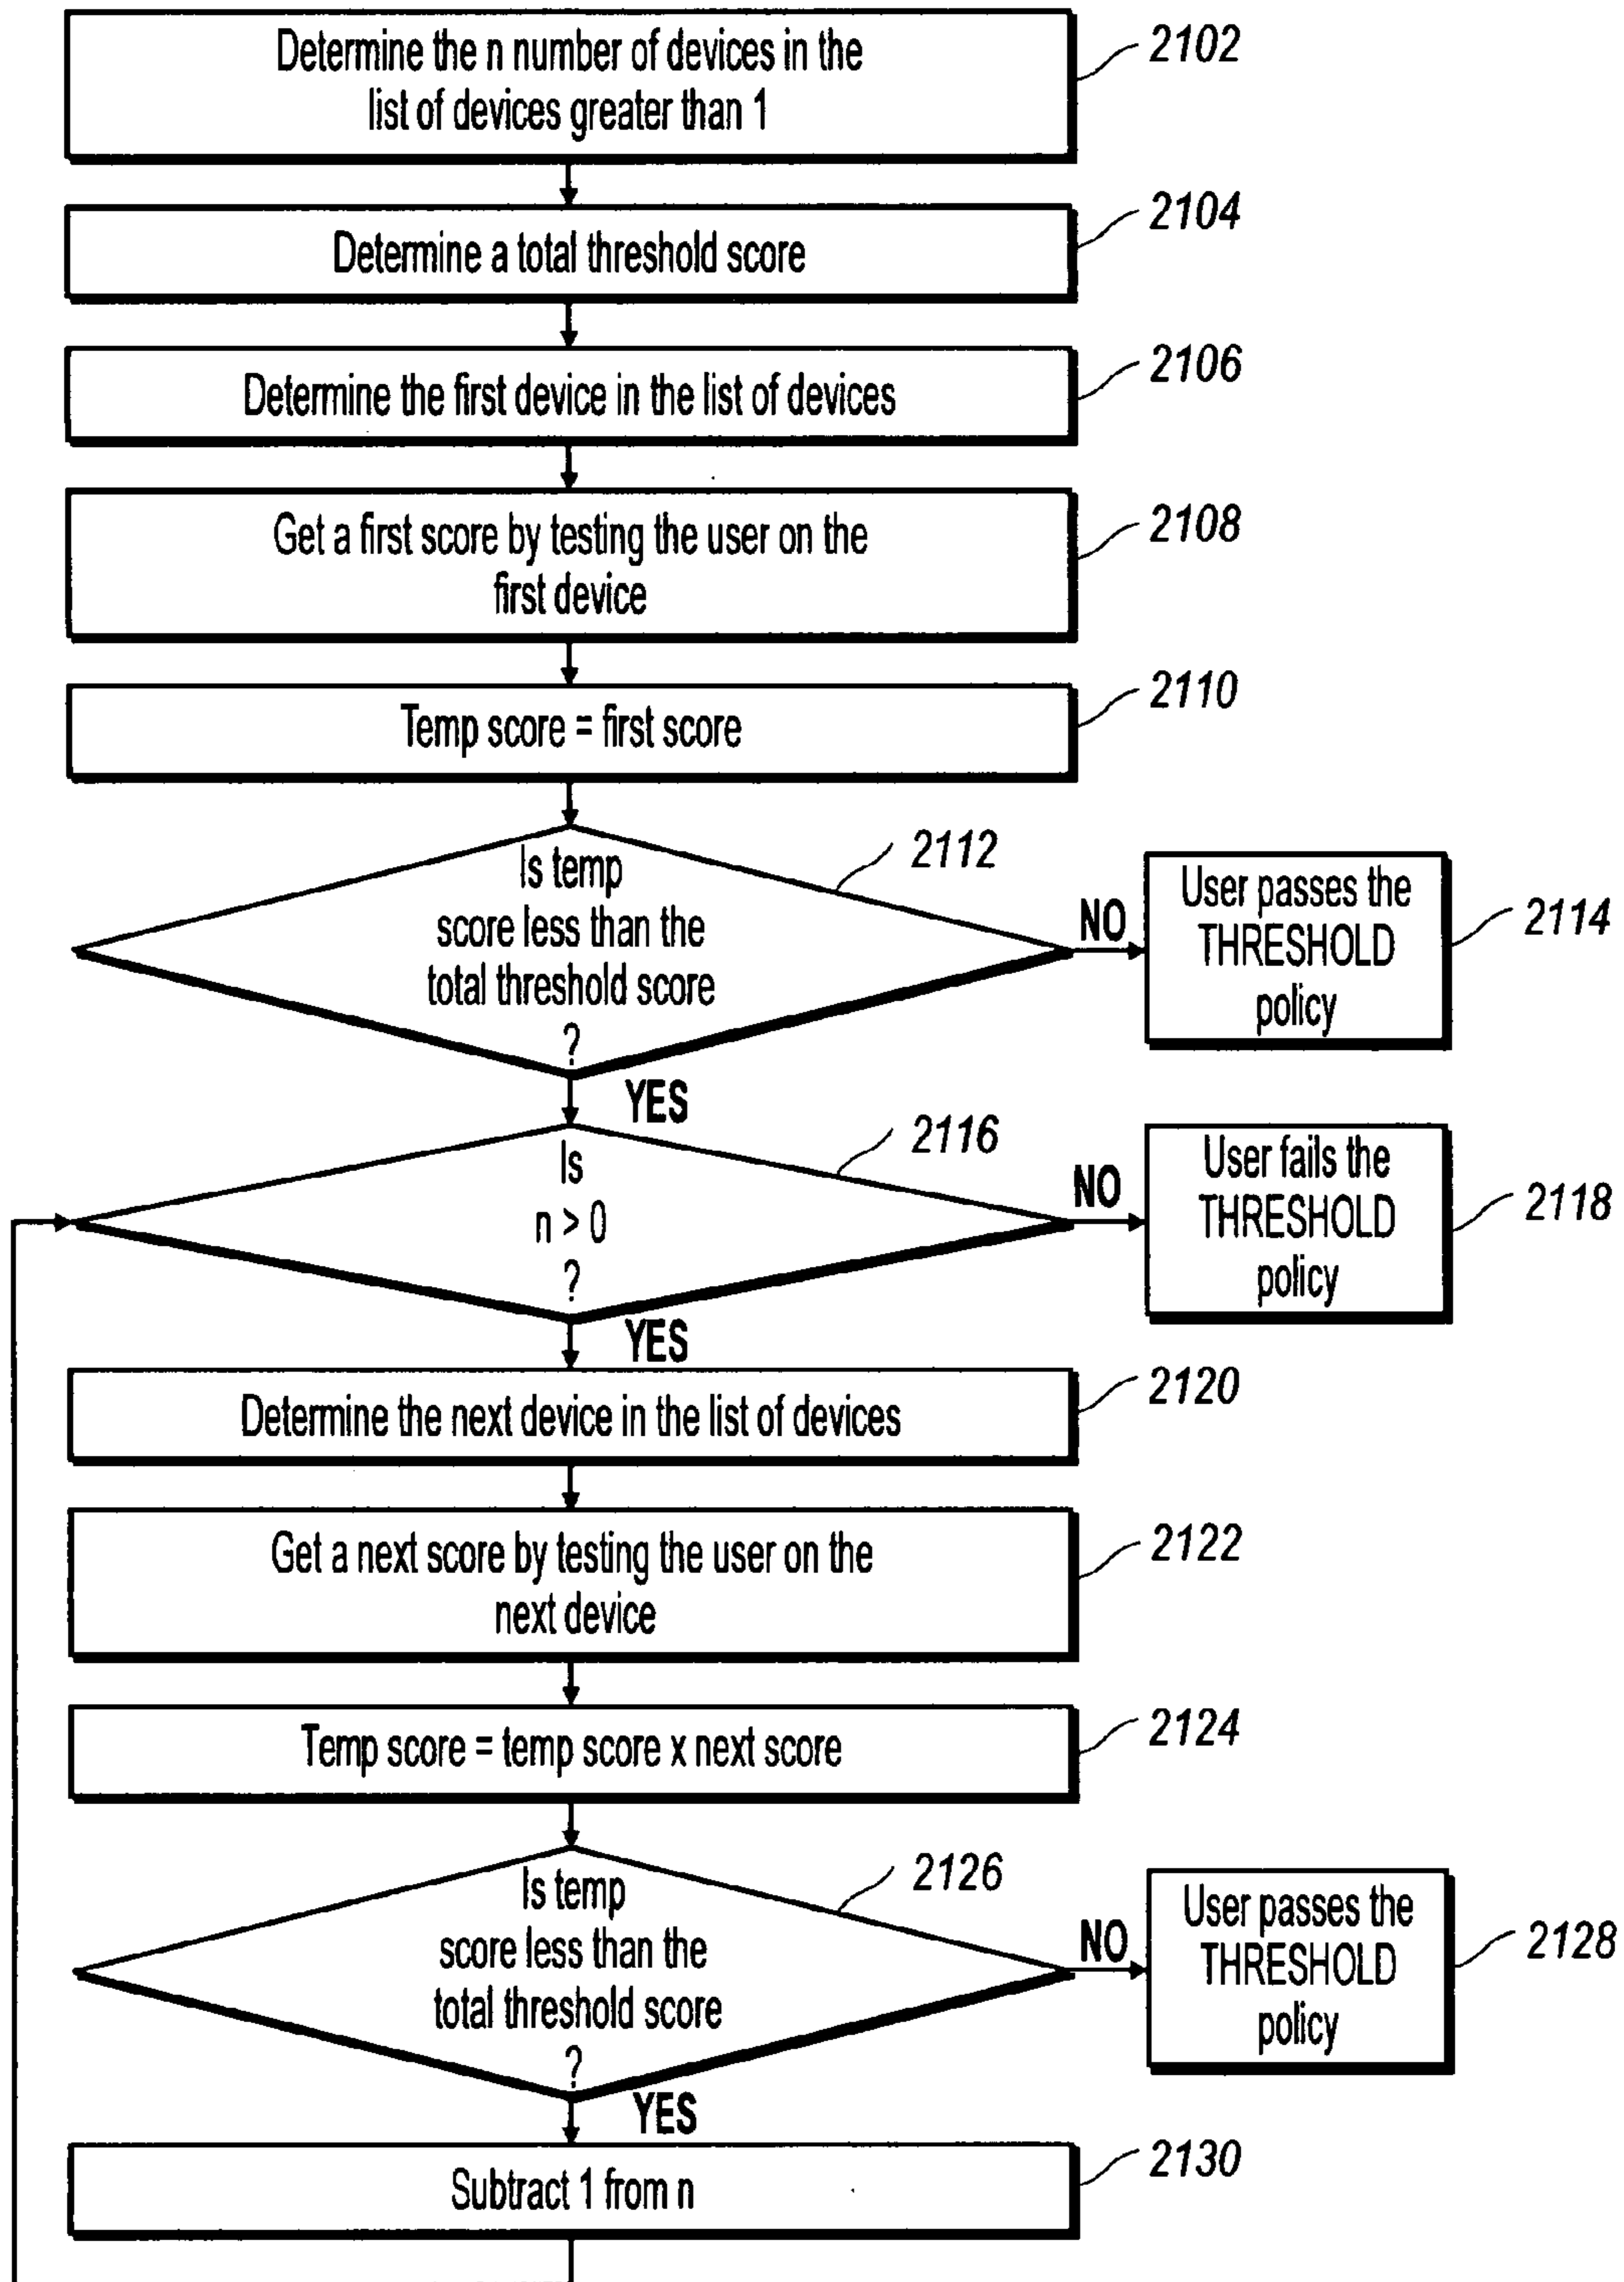 Determine the n number of devices in the
list of devices greater than 1
2102
Determine a total threshold score
2104
Determine the first device in the list of devices
2106
Get a first score by testing the user on the
first device
2108
Temp score = first score
2110
Is temp
score less than the
total threshold score
?
2112
NO
User passes the
THRESHOLD
policy
2114
YES
Is
n > 0
?
2116
NO
User fails the
THRESHOLD
policy
2118
YES
Determine the next device in the list of devices
2120
Get a next score by testing the user on the
next device
2122
Temp score = temp score x next score
2124
Is temp
score less than the
total threshold score
?
2126
NO
User passes the
THRESHOLD
policy
2128
YES
Subtract 1 from n
2130